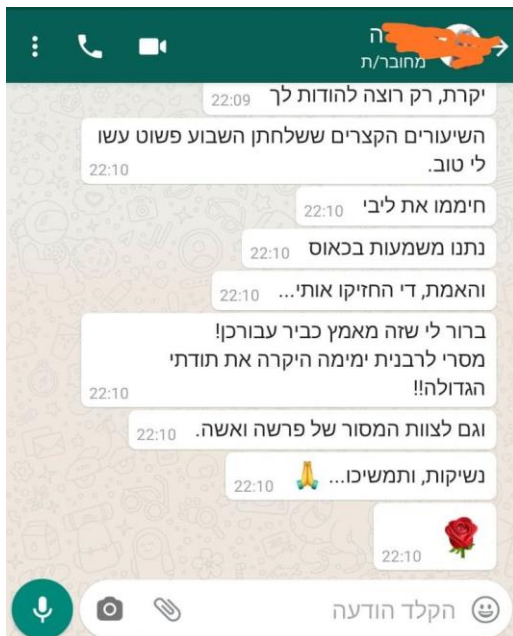 ה
מחובר/ת
יקרת, רק רוצה להודות לך 22:09
השיעורים הקצרים ששלחתן השבוע פשוט עשו
לי טוב.
22:10
חיממו את ליבי 22:10
נתנו משמעות בכאוס 22:10
והאמת, די החזיקו אותי... 22:10
ברור לי שזה מאמץ כביר עבורכן!
מסרי לרבנית ימימה היקרה את תודתי
הגדולה!!
22:10
וגם לצוות המסור של פרשה ואשה. 22:10
נשיקות, ותמשיכו... 🙏 22:10
🌹
22:10
הקלד הודעה